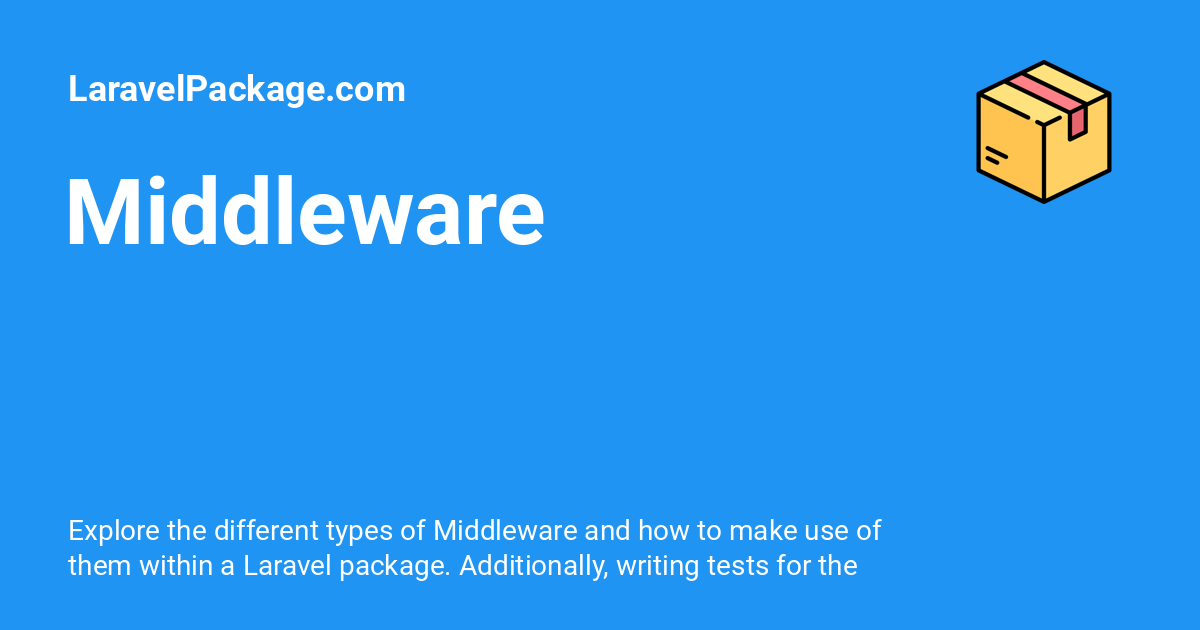 LaravelPackage.com
Middleware
Explore the different types of Middleware and how to make use of
them within a Laravel package. Additionally, writing tests for the